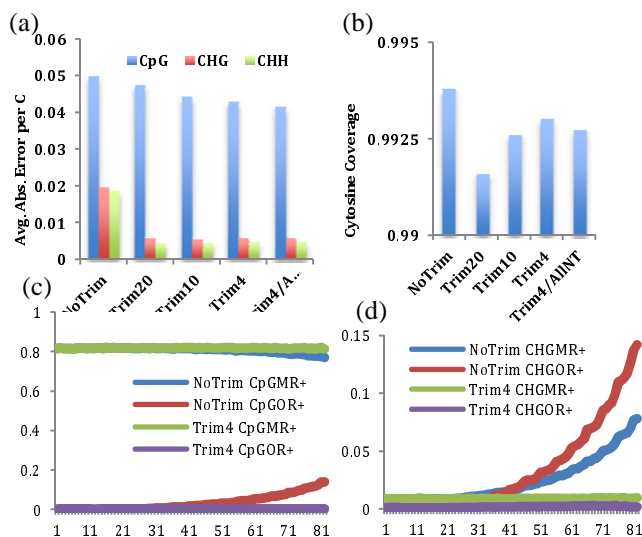 (a)
0.06
0.05
0.04
0.03
0.02
0.01
0
Avg. Abs. Error per C
CpG CHG CHH
NoTrim Trim20 Trim10 Trim4 Trim4/A...
(b)
0.995
0.9925
0.99
Cytosine Coverage
NoTrim Trim20 Trim10 Trim4 Trim4/AllNT
(c)
1
0.8
0.6
0.4
0.2
0
NoTrim CpGMR+
NoTrim CpGOR+
Trim4 CpGMR+
Trim4 CpGOR+
1 11 21 31 41 51 61 71 81
(d)
0.15
0.1
0.05
0
NoTrim CHGMR+
NoTrim CHGOR+
Trim4 CHGMR+
Trim4 CHGOR+
1 11 21 31 41 51 61 71 81